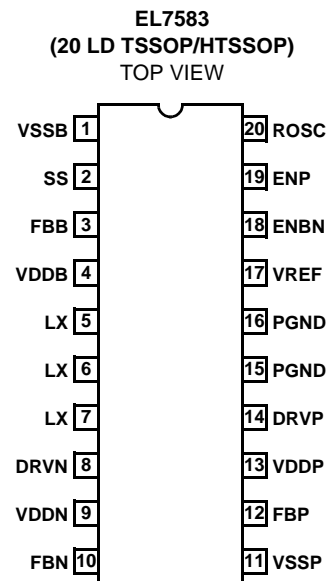 EL7583
(20 LD TSSOP/HTSSOP)
TOP VIEW
VSSB 1 20 ROSC
SS 2 19 ENP
FBB 3 18 ENBN
VDDB 4 17 VREF
LX 5 16 PGND
LX 6 15 PGND
LX 7 14 DRVP
DRVN 8 13 VDDP
VDDN 9 12 FBP
FBN 10 11 VSSP